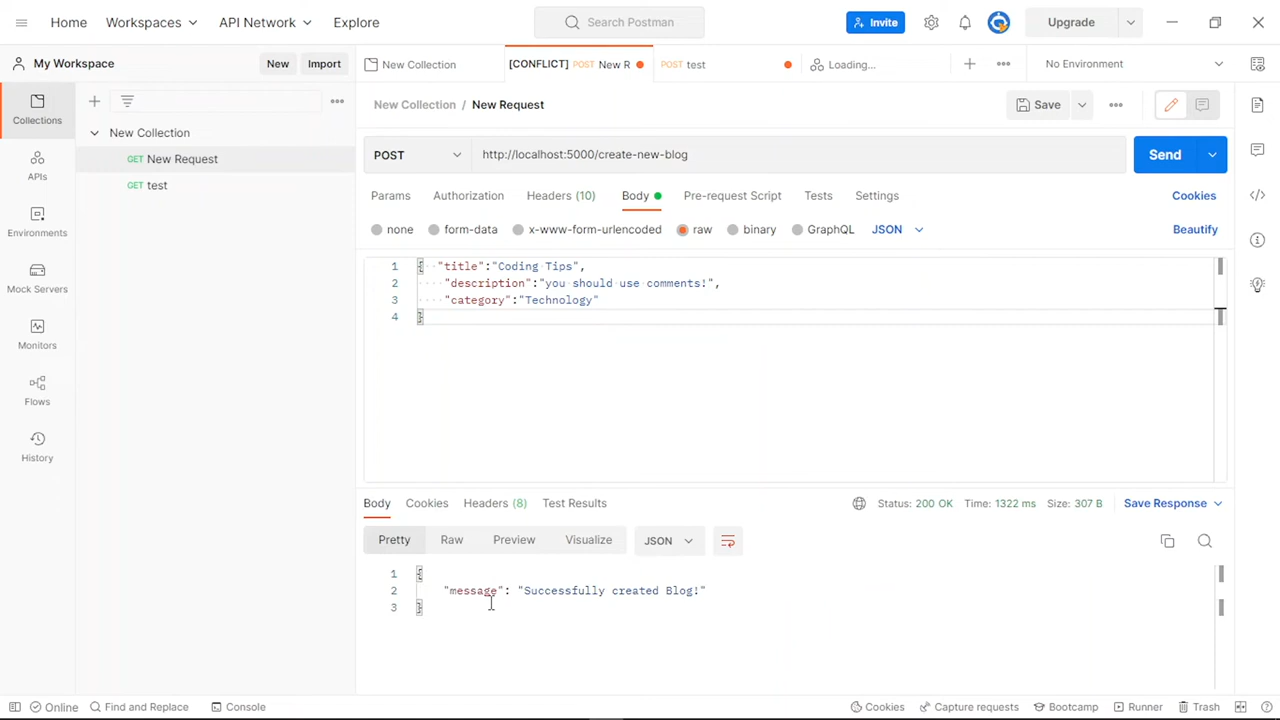 Home Workspaces API Network Explore Search Postman Invite Upgrade
My Workspace New Import New Collection [CONFLICT] POST New R POST test Loading... No Environment
Collections
APIs
Environments
Mock Servers
Monitors
Flows
History
New Collection
GET New Request
GET test
New Collection / New Request Save
POST http://localhost:5000/create-new-blog Send
Params Authorization Headers (10) Body Pre-request Script Tests Settings Cookies
none form-data x-www-form-urlencoded raw binary GraphQL JSON Beautify
1 { "title":"Coding Tips",
2 "description":"you should use comments!",
3 "category":"Technology"
4 }
Body Cookies Headers (8) Test Results Status: 200 OK Time: 1322 ms Size: 307 B Save Response
Pretty Raw Preview Visualize JSON
1 {
2 "message": "Successfully created Blog!"
3 }
Online Find and Replace Console Cookies Capture requests Bootcamp Runner Trash